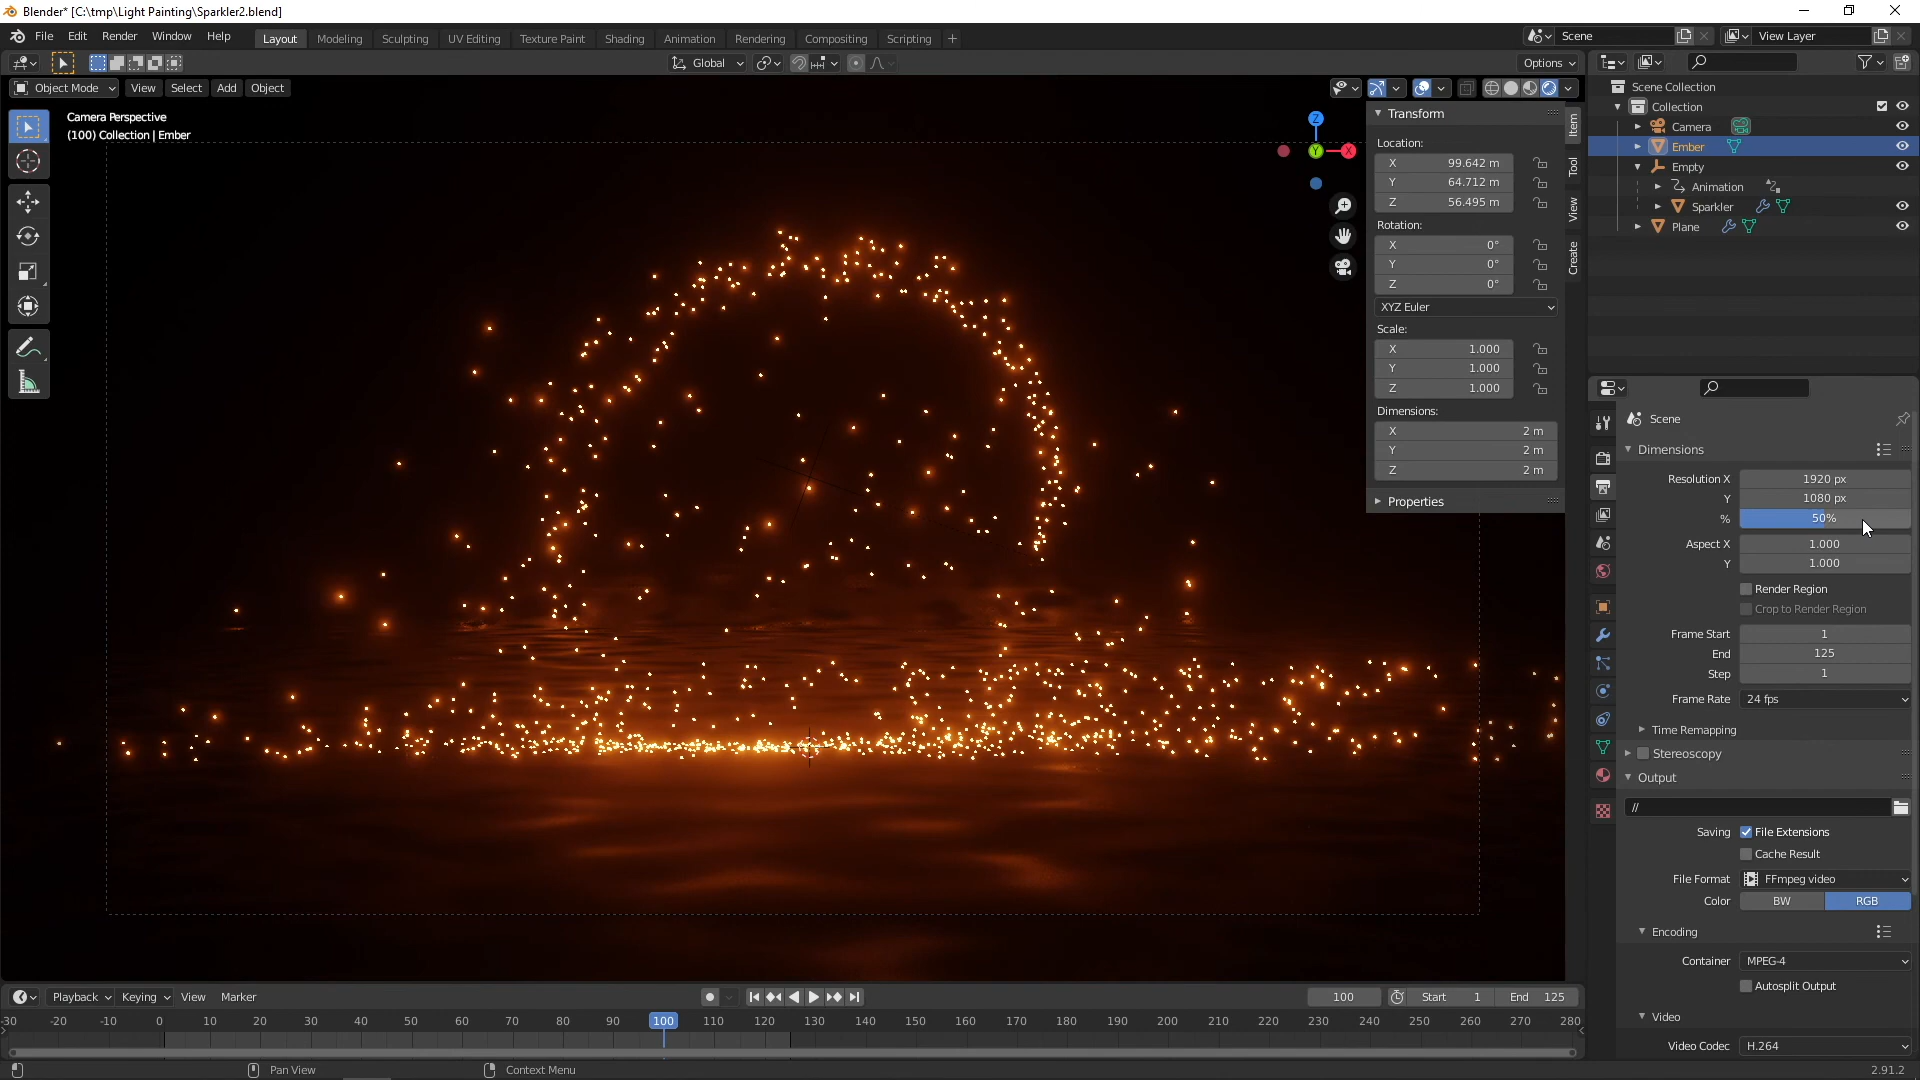 Blender* [C:\tmp\Light Painting\Sparkler2.blend]
File Edit Render Window Help Layout Modeling Sculpting UV Editing Texture Paint Shading Animation Rendering Compositing Scripting + Scene View Layer
Global Options
Object Mode View Select Add Object
Camera Perspective
(100) Collection | Ember
Z
Y
X
Transform
Location:
X 99.642 m
Y 64.712 m
Z 56.495 m
Rotation:
X 0°
Y 0°
Z 0°
XYZ Euler
Scale:
X 1.000
Y 1.000
Z 1.000
Dimensions:
X 2 m
Y 2 m
Z 2 m
Properties
Item
Tool
View
Create
Scene Collection
Collection
Camera
Ember
Empty
Animation
Sparkler
Plane
Scene
Dimensions
Resolution X 1920 px
Y 1080 px
% 50%
Aspect X 1.000
Y 1.000
Render Region
Crop to Render Region
Frame Start 1
End 125
Step 1
Frame Rate 24 fps
Time Remapping
Stereoscopy
Output
//
Saving File Extensions
Cache Result
File Format FFmpeg video
Color BW RGB
Encoding
Container MPEG-4
Autosplit Output
Video
Video Codec H.264
Playback Keying View Marker 100 Start 1 End 125
-30 -20 -10 0 10 20 30 40 50 60 70 80 90 100 110 120 130 140 150 160 170 180 190 200 210 220 230 240 250 260 270 280
Pan View Context Menu 2.91.2